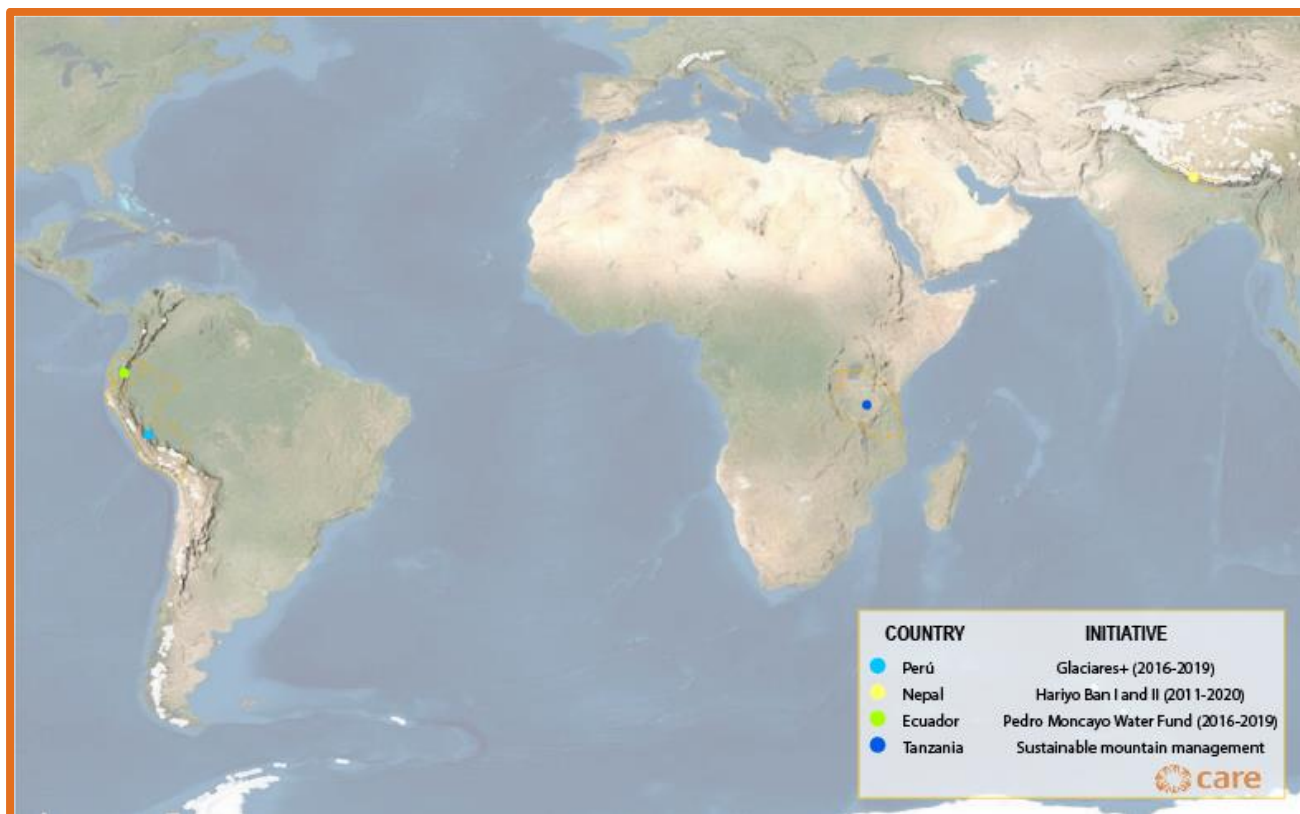 COUNTRY INITIATIVE
Perú Glaciares+ (2016-2019)
Nepal Hariyo Ban I and II (2011-2020)
Ecuador Pedro Moncayo Water Fund (2016-2019)
Tanzania Sustainable mountain management
care